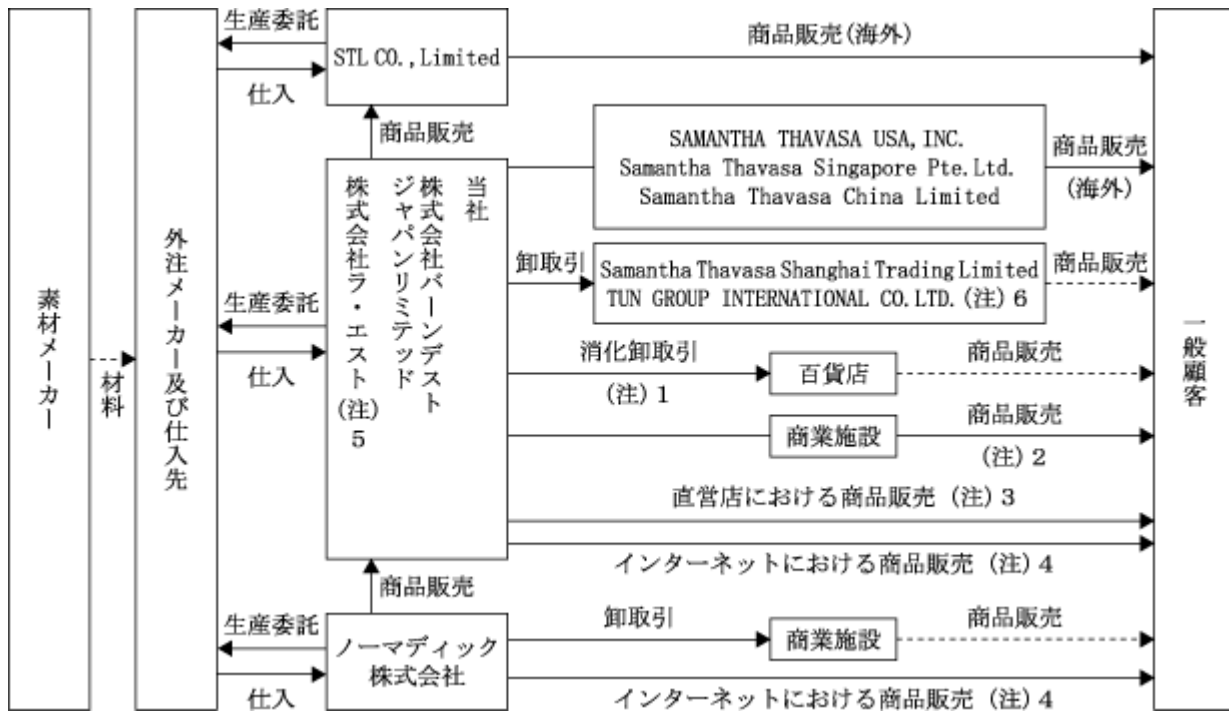 素材メーカー
材料
外注メーカー及び仕入先
生産委託
仕入
STL CO.,Limited
商品販売(海外)
商品販売
当社
株式会社バーンデスト
ジャパンリミテッド
株式会社ラ・エスト(注)5
生産委託
仕入
SAMANTHA THAVASA USA,INC.
Samantha Thavasa Singapore Pte.Ltd.
Samantha Thavasa China Limited
商品販売
(海外)
卸取引
Samantha Thavasa Shanghai Trading Limited
TUN GROUP INTERNATIONAL CO.LTD.(注)6
商品販売
消化卸取引
(注)1
百貨店
商品販売
商業施設
商品販売
(注)2
直営店における商品販売 (注)3
インターネットにおける商品販売 (注)4
商品販売
生産委託
仕入
ノーマディック
株式会社
卸取引
商業施設
商品販売
インターネットにおける商品販売 (注)4
一般顧客